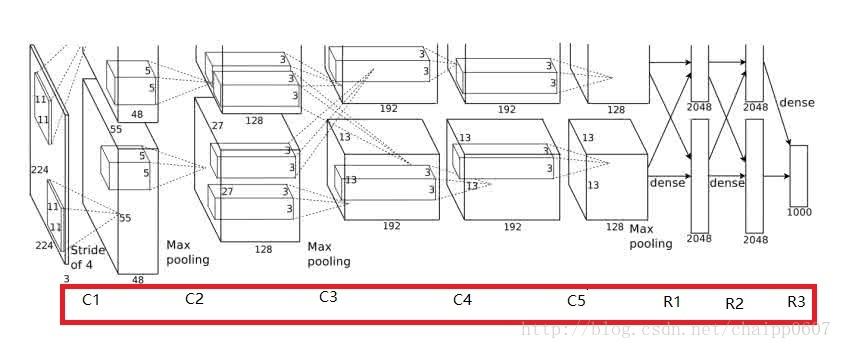 5
5
48
3
3
3
128
3
3
192
3
3
192
128
2048
2048
dense
11
11
224
55
27
13
13
13
5
5
3
3
3
3
27
3
3
13
3
3
13
13
55
11
11
224
3
Stride
of 4
48
Max
pooling
128
Max
pooling
192
192
128
Max
pooling
dense
dense
2048
2048
1000
C1
C2
C3
C4
C5
R1
R2
R3
http://blog.csdn.net/chaipp0607